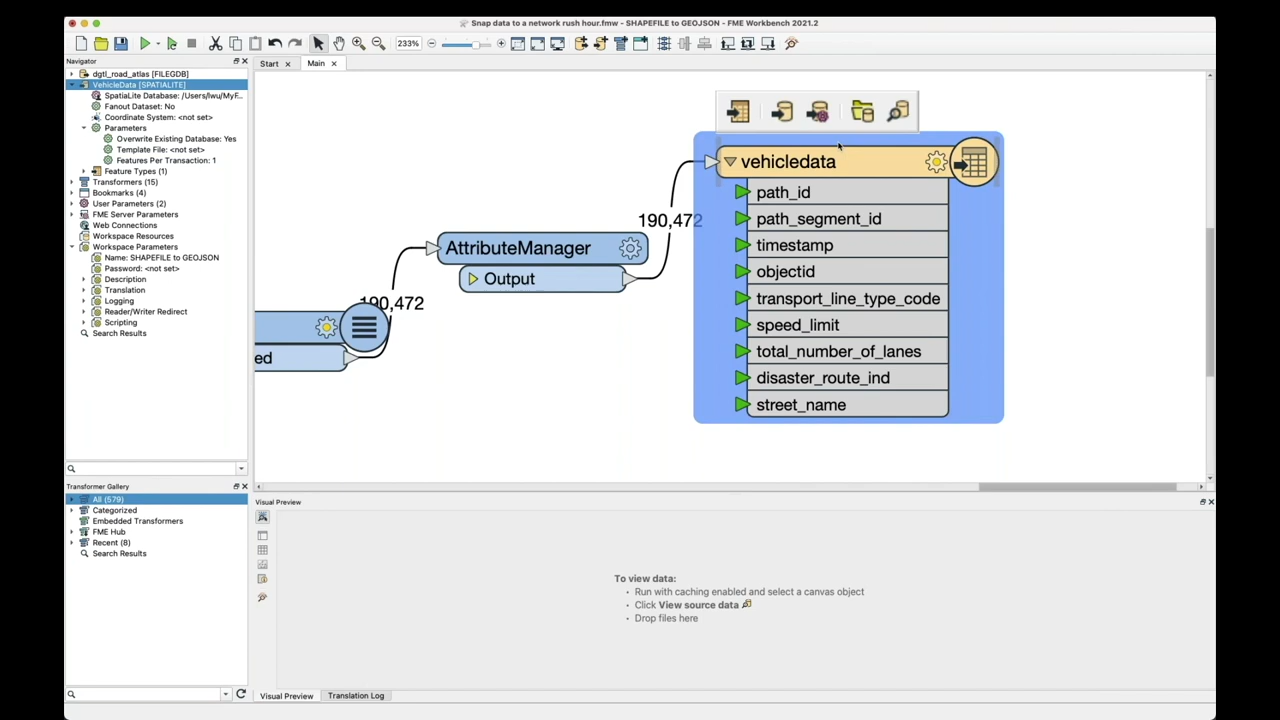 Snap data to a network rush hour.fmw - SHAPEFILE to GEOJSON - FME Workbench 2021.2
233%
Navigator
Start
Main
dgtl_road_atlas [FILEGDB]
VehicleData [SPATIALITE]
SpatiaLite Database: /Users/lwu/MyF...
Fanout Dataset: No
Coordinate System: <not set>
Parameters
Overwrite Existing Database: Yes
Template File: <not set>
Features Per Transaction: 1
Feature Types (1)
Transformers (15)
Bookmarks (4)
User Parameters (2)
FME Server Parameters
Web Connections
Workspace Resources
Workspace Parameters
Name: SHAPEFILE to GEOJSON
Password: <not set>
Description
Translation
Logging
Reader/Writer Redirect
Scripting
Search Results
Transformer Gallery
All (579)
Categorized
Embedded Transformers
FME Hub
Recent (8)
Search Results
ed
190,472
AttributeManager
Output
190,472
vehicledata
path_id
path_segment_id
timestamp
objectid
transport_line_type_code
speed_limit
total_number_of_lanes
disaster_route_ind
street_name
Visual Preview
To view data:
• Run with caching enabled and select a canvas object
• Click View source data
• Drop files here
Visual Preview
Translation Log